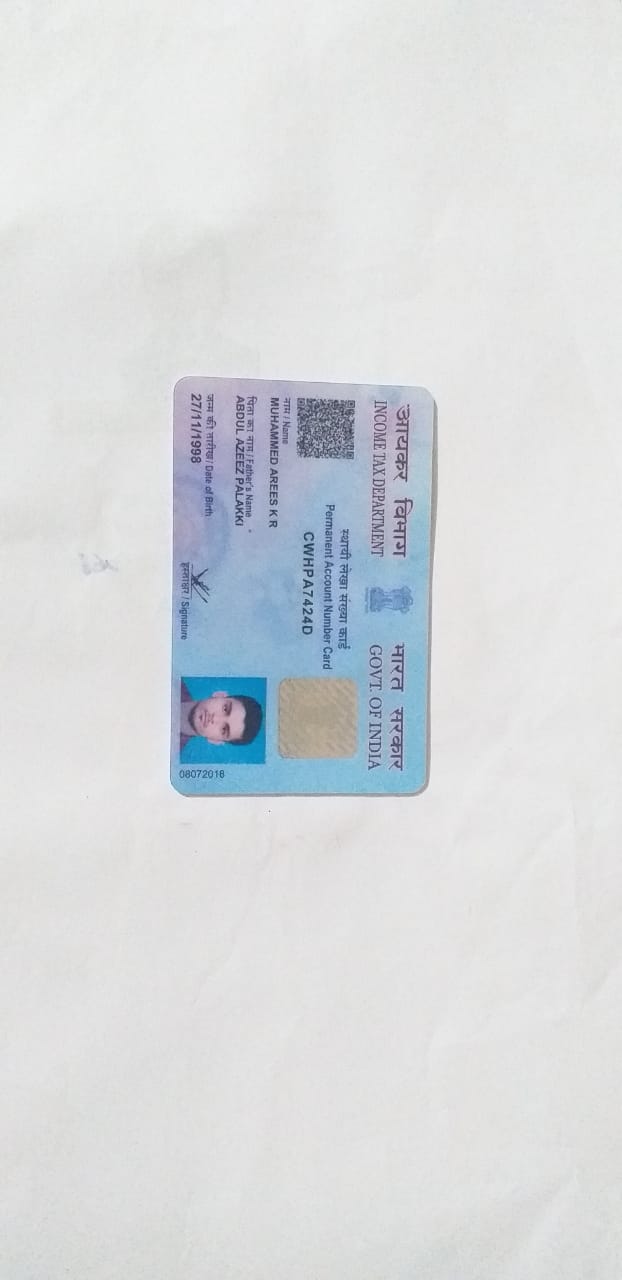 आयकर विभाग
INCOME TAX DEPARTMENT
भारत सरकार
GOVT. OF INDIA
स्थायी लेखा संख्या कार्ड
Permanent Account Number Card
CWHPA7424D
नाम / Name
MUHAMMED AREES K R
पिता का नाम / Father's Name
ABDUL AZEEZ PALAKKI
जन्म की तारीख / Date of Birth
27/11/1998
हस्ताक्षर / Signature
08072018